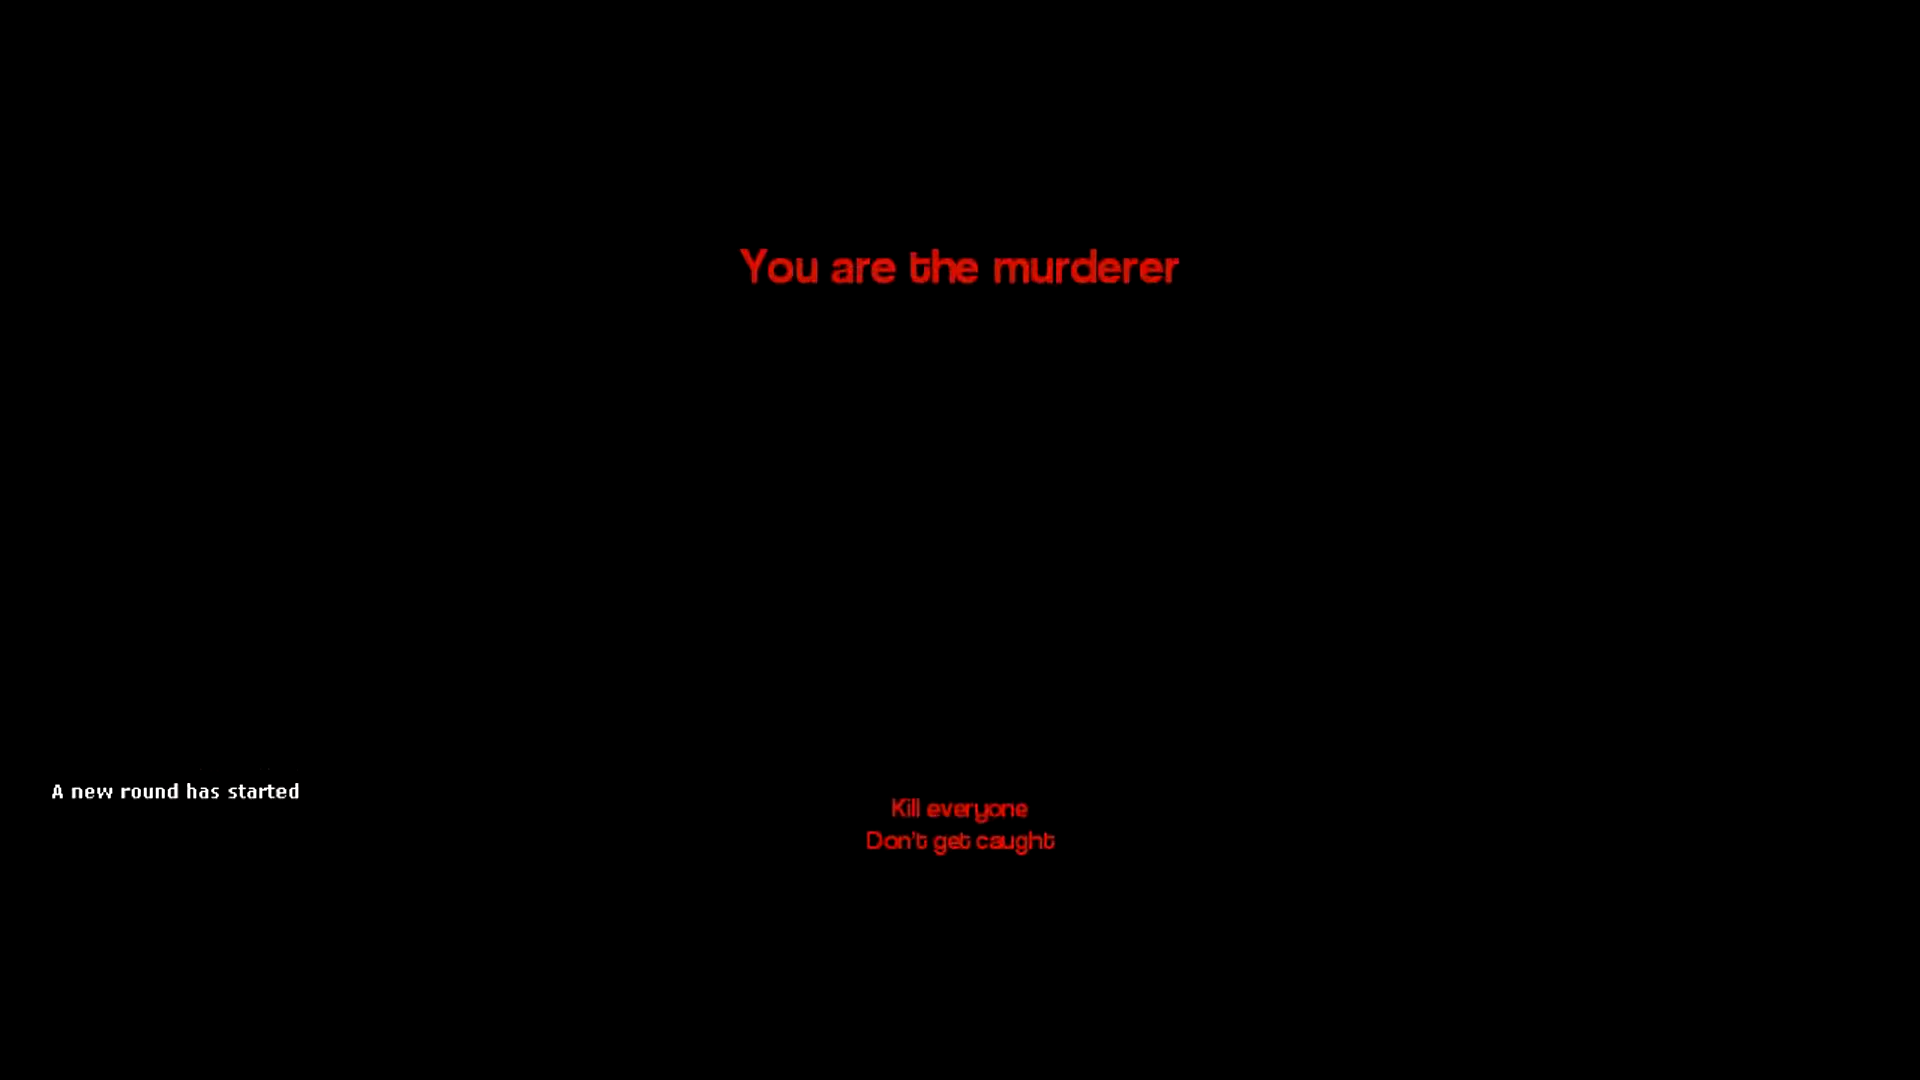 You are the murderer
A new round has started
Kill everyone
Don't get caught